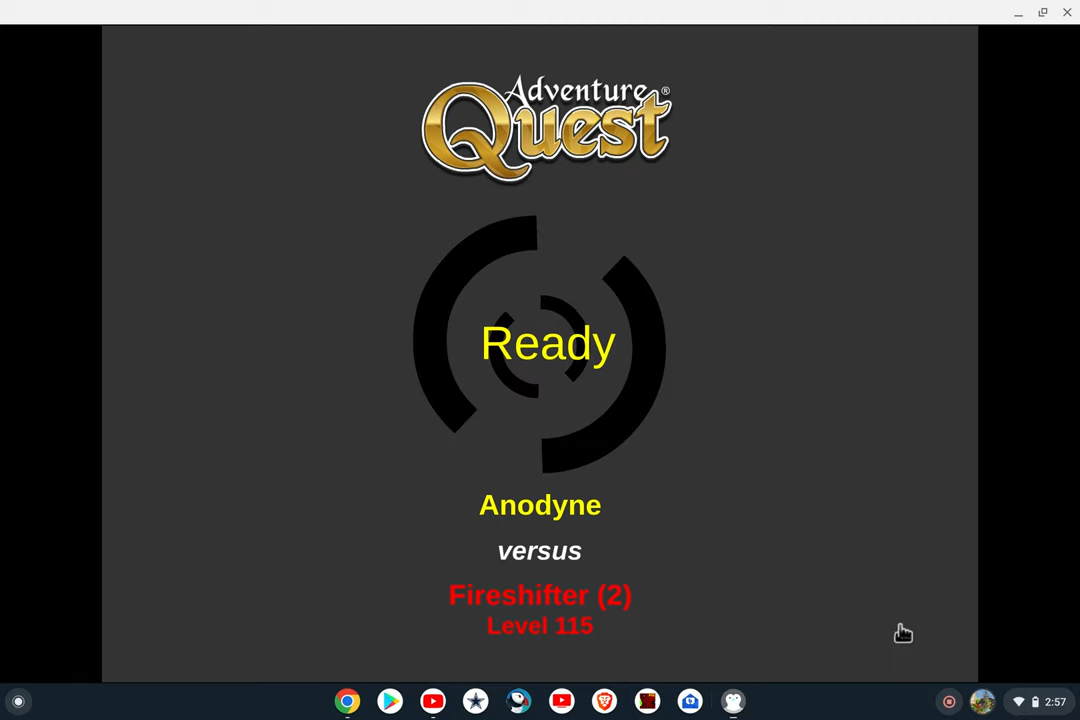 Adventure
Quest®
Ready
Anodyne
versus
Fireshifter (2)
Level 115
2:57